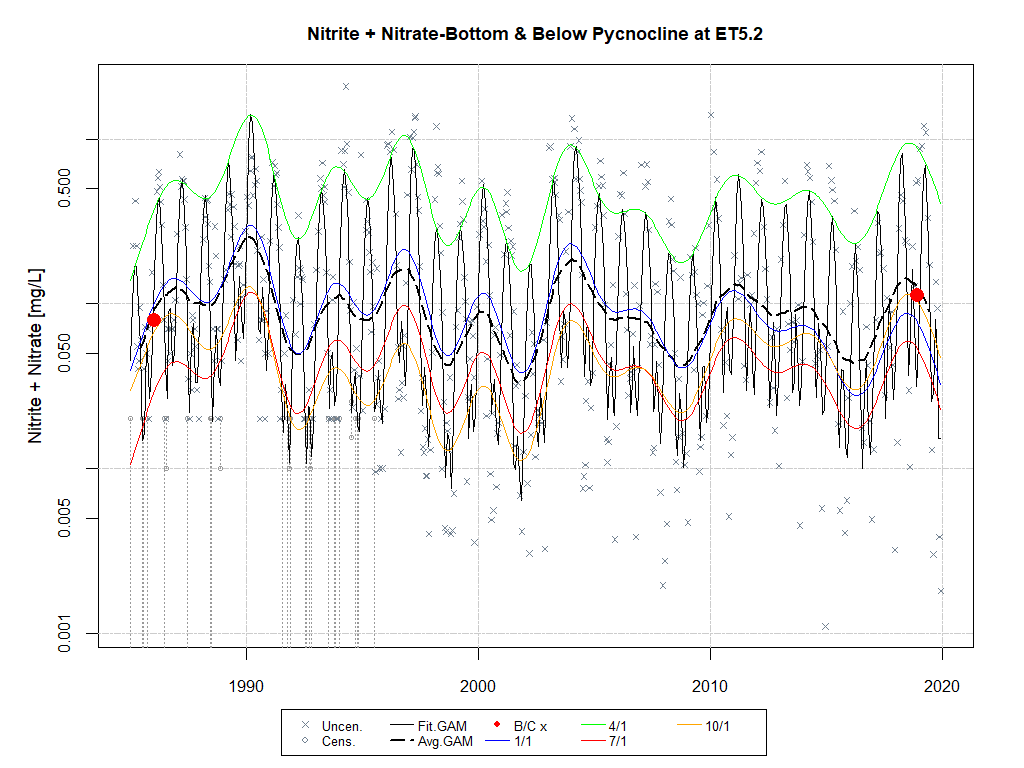 Nitrite + Nitrate-Bottom & Below Pycnocline at ET5.2
Nitrite + Nitrate [mg/L]
0.500
0.050
0.005
0.001
1990 2000 2010 2020
Uncen. Fit.GAM B/C x 4/1 10/1
Cens. Avg.GAM 1/1 7/1